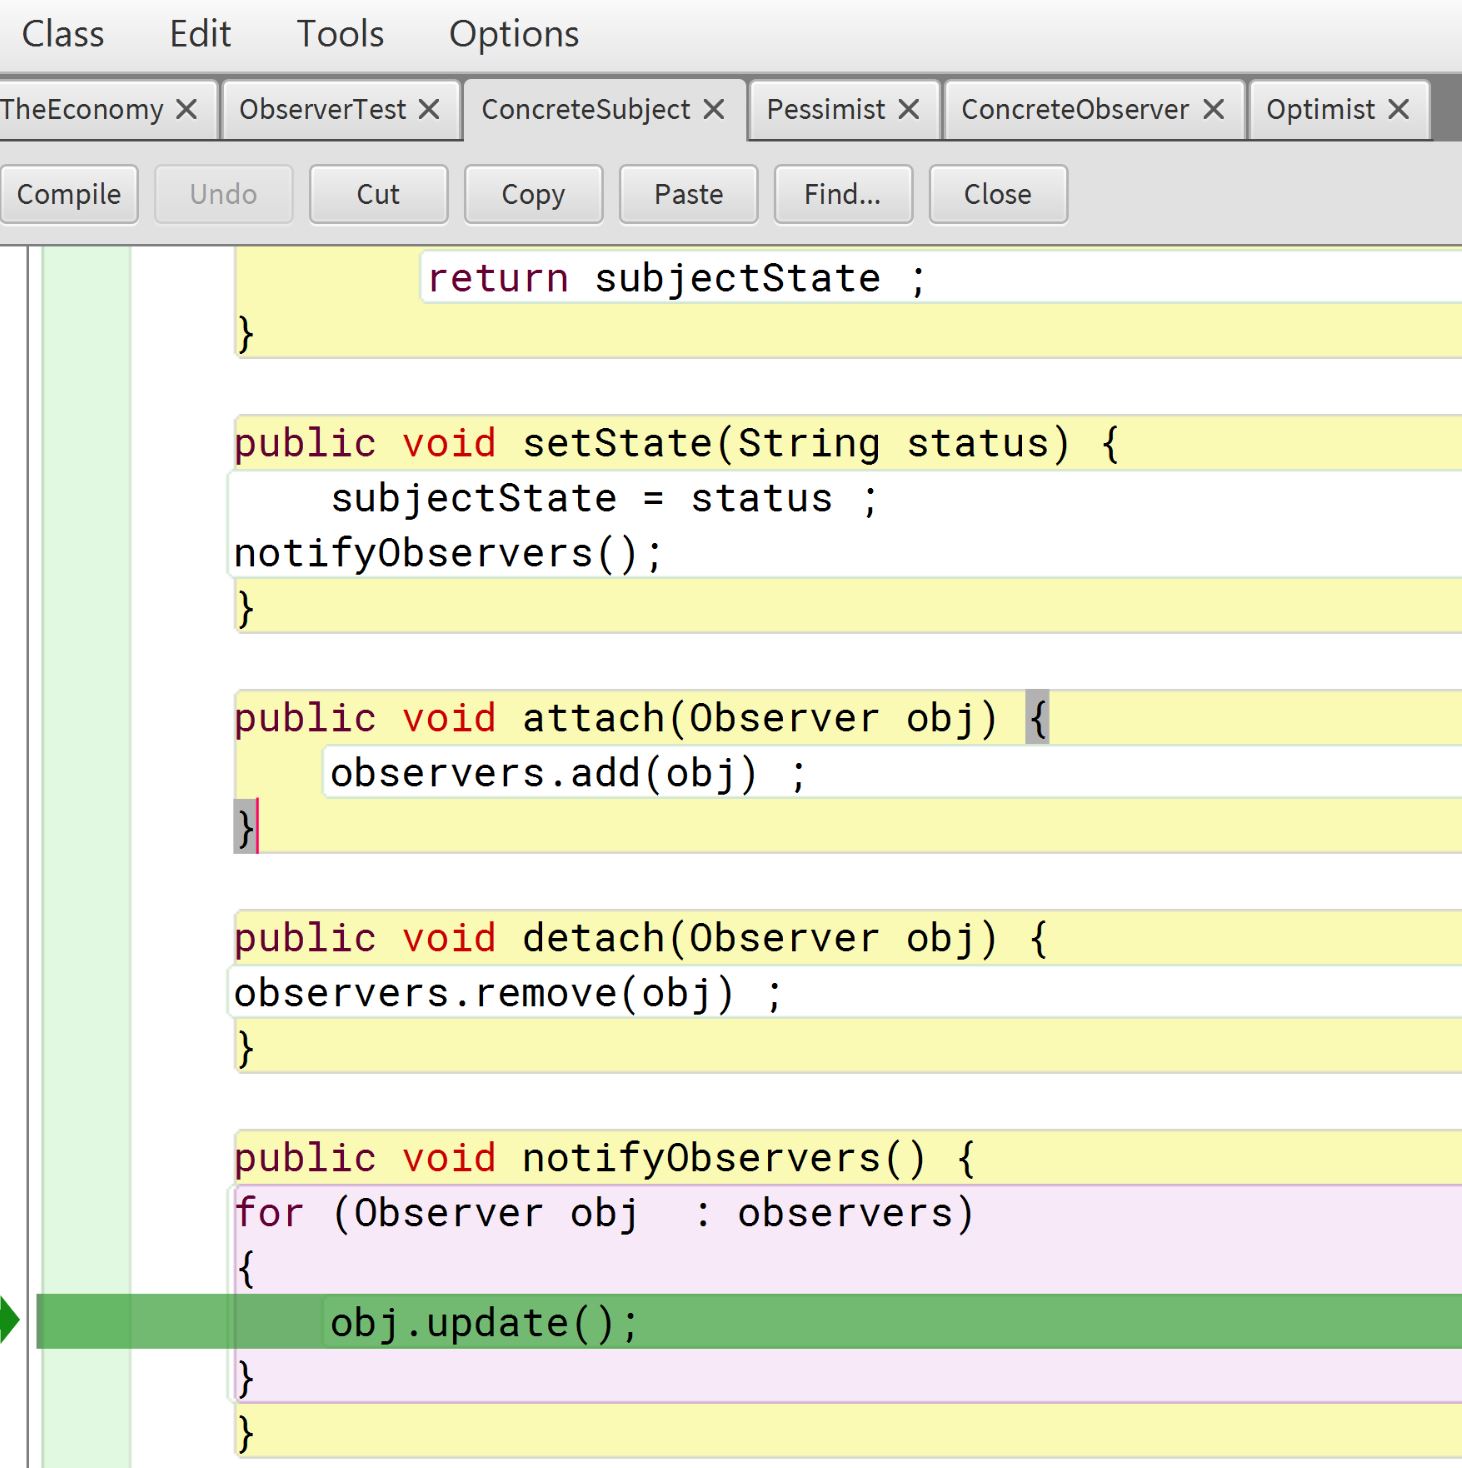 Class Edit Tools Options
TheEconomy ObserverTest ConcreteSubject Pessimist ConcreteObserver Optimist
Compile Undo Cut Copy Paste Find... Close
return subjectState ;
}
public void setState(String status) {
subjectState = status ;
notifyObservers();
}
public void attach(Observer obj) {
observers.add(obj) ;
}
public void detach(Observer obj) {
observers.remove(obj) ;
}
public void notifyObservers() {
for (Observer obj  : observers)
{
obj.update();
}
}